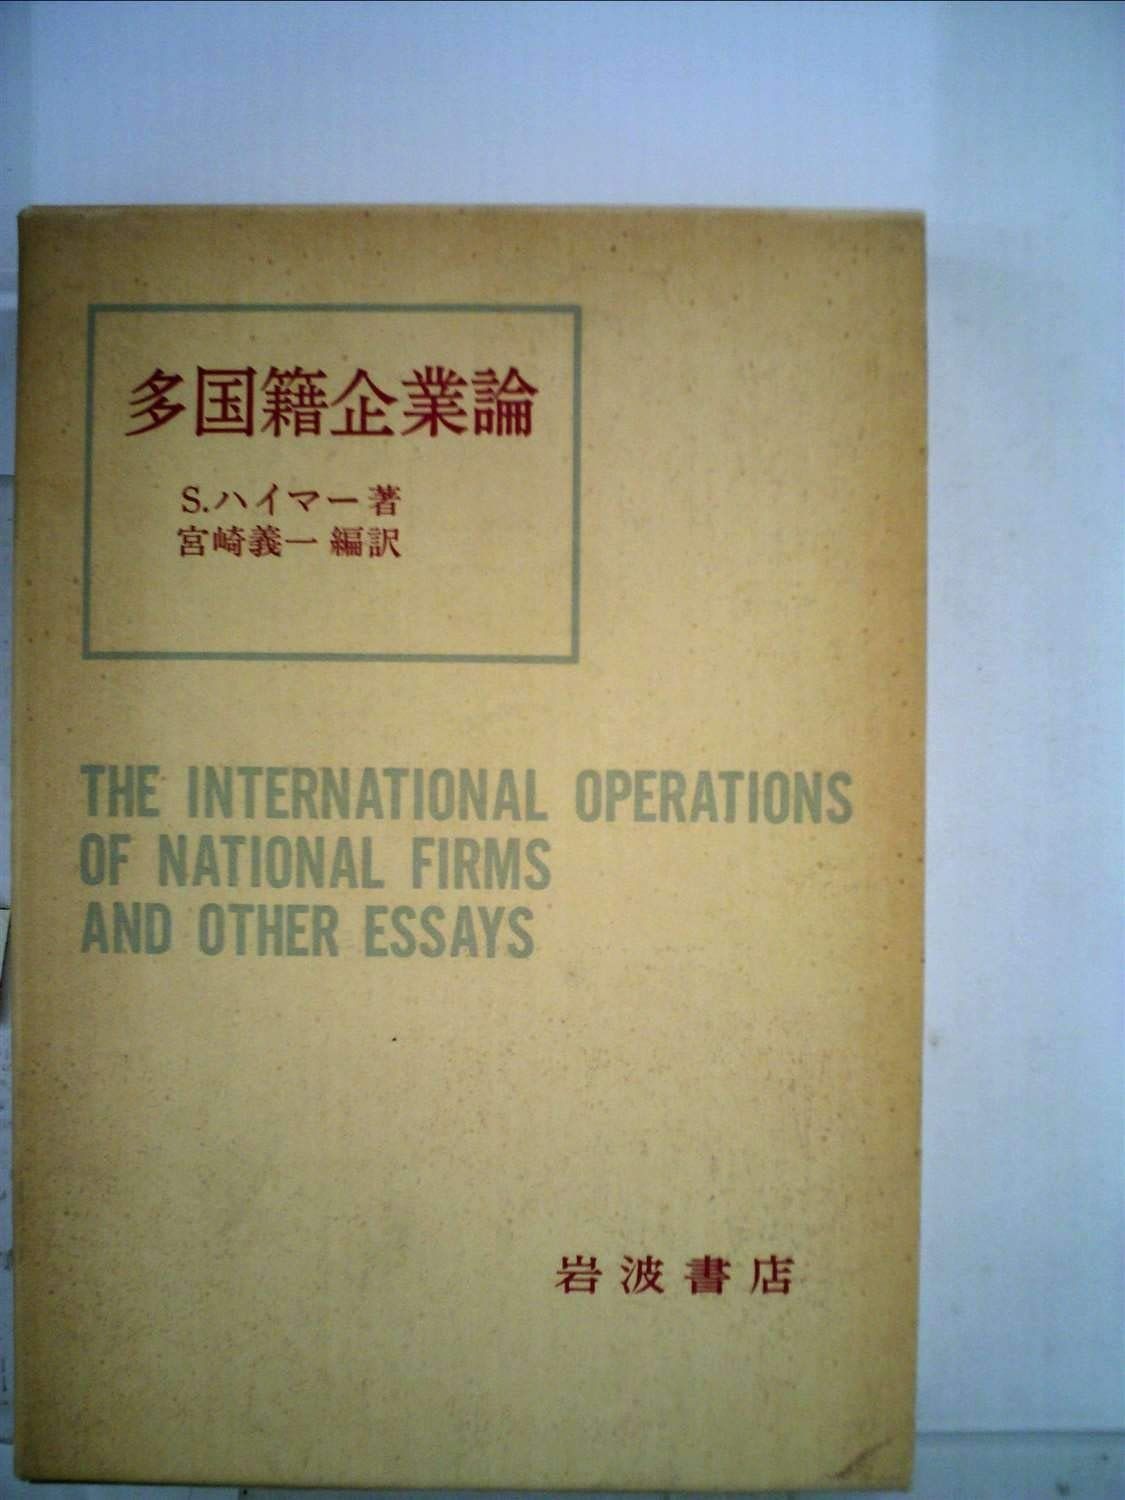 多国籍企業論
S.ハイマー著
宮崎義一 編訳
THE INTERNATIONAL OPERATIONS
OF NATIONAL FIRMS
AND OTHER ESSAYS
岩波書店